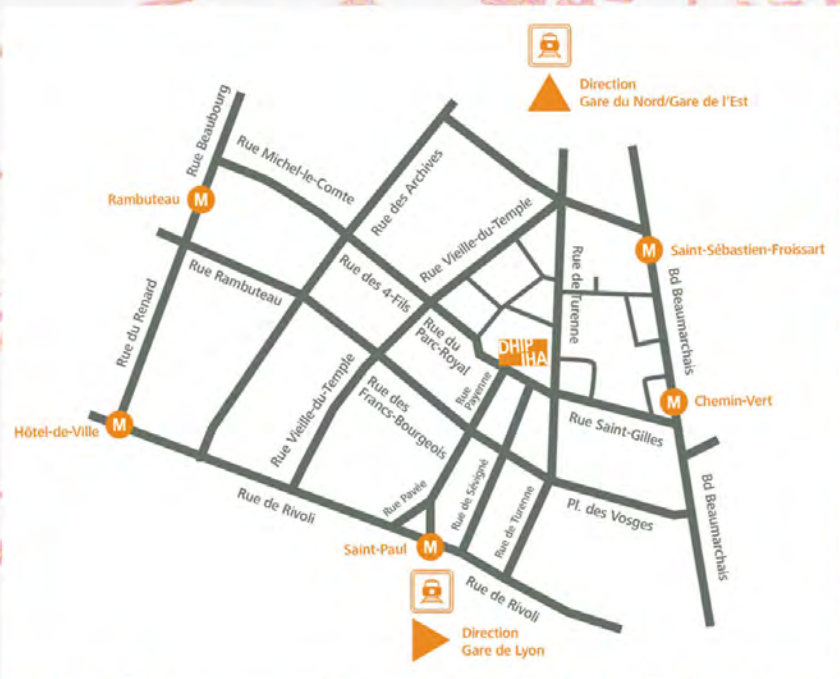 Direction
Gare du Nord/Gare de l'Est
Rue Beaubourg
Rue Michel-le-Comte
Rue des Archives
Rambuteau
M
Rue Vieille-du-Temple
M
Saint-Sébastien-Froissart
Rue Rambuteau
Rue des 4-Fils
Rue de Turenne
Bd Beaumarchais
Rue du Renard
Rue du
Parc-Royal
DHIP
IHA
Rue Vieille-du-Temple
Rue des
Francs-Bourgeois
Rue
Payenne
M
Chemin-Vert
Rue Saint-Gilles
Hôtel-de-Ville
M
Rue de Rivoli
Rue Pavée
Rue de Sévigné
Rue de Turenne
Pl. des Vosges
Bd Beaumarchais
Saint-Paul
M
Rue de Rivoli
Direction
Gare de Lyon